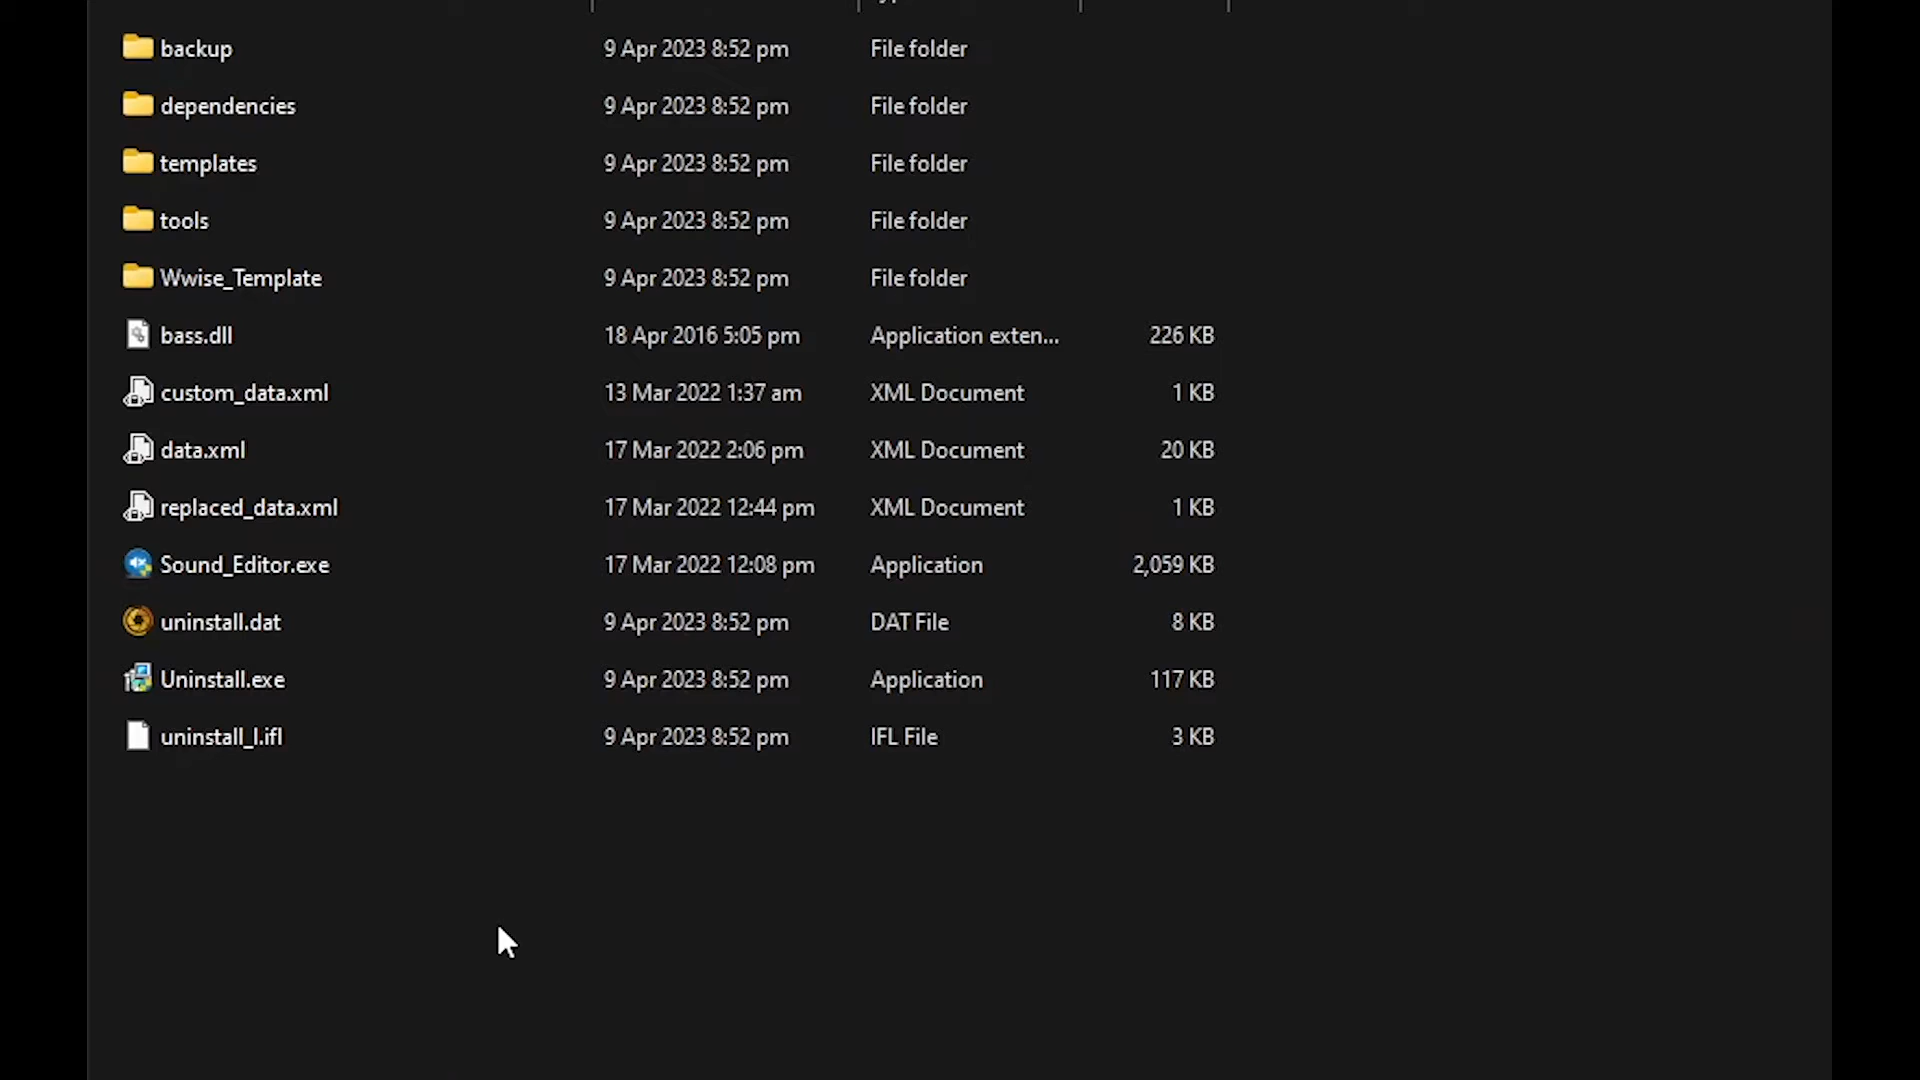 backup 9 Apr 2023 8:52 pm File folder
dependencies 9 Apr 2023 8:52 pm File folder
templates 9 Apr 2023 8:52 pm File folder
tools 9 Apr 2023 8:52 pm File folder
Wwise_Template 9 Apr 2023 8:52 pm File folder
bass.dll 18 Apr 2016 5:05 pm Application exten... 226 KB
custom_data.xml 13 Mar 2022 1:37 am XML Document 1 KB
data.xml 17 Mar 2022 2:06 pm XML Document 20 KB
replaced_data.xml 17 Mar 2022 12:44 pm XML Document 1 KB
Sound_Editor.exe 17 Mar 2022 12:08 pm Application 2,059 KB
uninstall.dat 9 Apr 2023 8:52 pm DAT File 8 KB
Uninstall.exe 9 Apr 2023 8:52 pm Application 117 KB
uninstall_l.ifl 9 Apr 2023 8:52 pm IFL File 3 KB